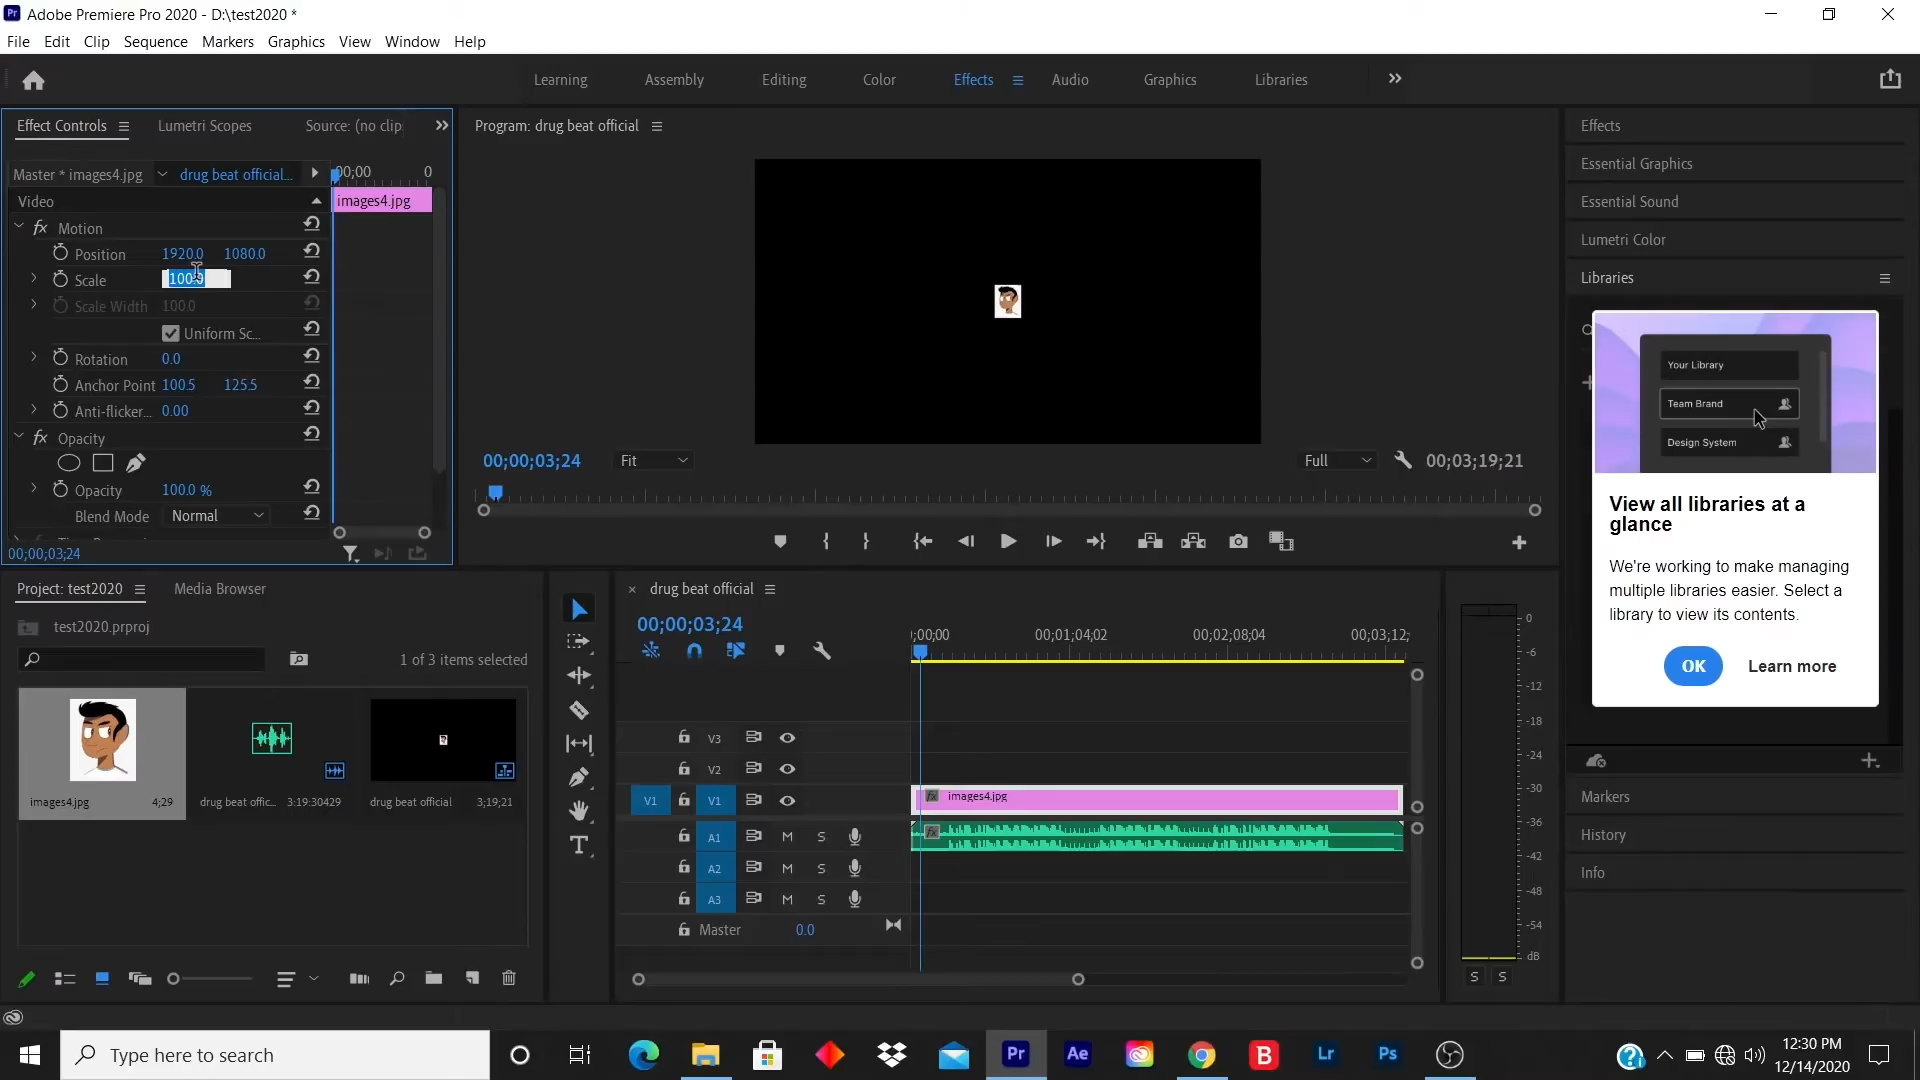 Adobe Premiere Pro 2020 - D:\test2020 *
File Edit Clip Sequence Markers Graphics View Window Help
Learning Assembly Editing Color Effects Audio Graphics Libraries
Effect Controls Lumetri Scopes Source: (no clip
Master * images4.jpg drug beat official...
00;00 0
Video
images4.jpg
fx Motion
Position 1920.0 1080.0
Scale 100.0
Scale Width 100.0
Uniform Sc...
Rotation 0.0
Anchor Point 100.5 125.5
Anti-flicker... 0.00
fx Opacity
Opacity 100.0 %
Blend Mode Normal
00;00;03;24
Program: drug beat official
00;00;03;24 Fit Full 00;03;19;21
Effects
Essential Graphics
Essential Sound
Lumetri Color
Libraries
Your Library
Team Brand
Design System
View all libraries at a
glance
We're working to make managing
multiple libraries easier. Select a
library to view its contents.
OK Learn more
Markers
History
Info
Project: test2020 Media Browser
test2020.prproj
1 of 3 items selected
images4.jpg 4;29
drug beat offic... 3:19:30429
drug beat official 3;19;21
drug beat official
00;00;03;24
;00;00 00;01;04;02 00;02;08;04 00;03;12;
V3
V2
V1 V1 fx images4.jpg
A1 M S fx
A2 M S
A3 M S
Master 0.0
0
-6
-12
-18
-24
-30
-36
-42
-48
-54
dB
S S
Type here to search
Pr Ae B Lr Ps
12:30 PM
12/14/2020